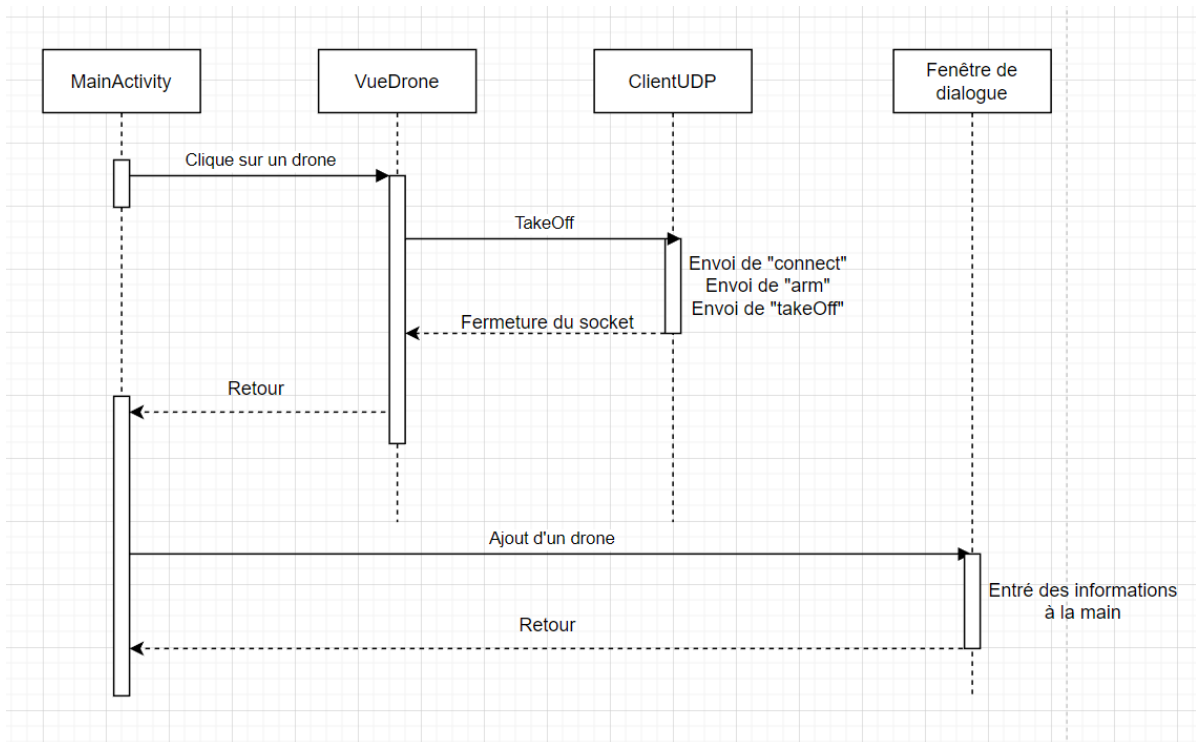 MainActivity
VueDrone
ClientUDP
Fenêtre de
dialogue
Clique sur un drone
TakeOff
Envoi de "connect"
Envoi de "arm"
Envoi de "takeOff"
Fermeture du socket
Retour
Ajout d'un drone
Entré des informations
à la main
Retour